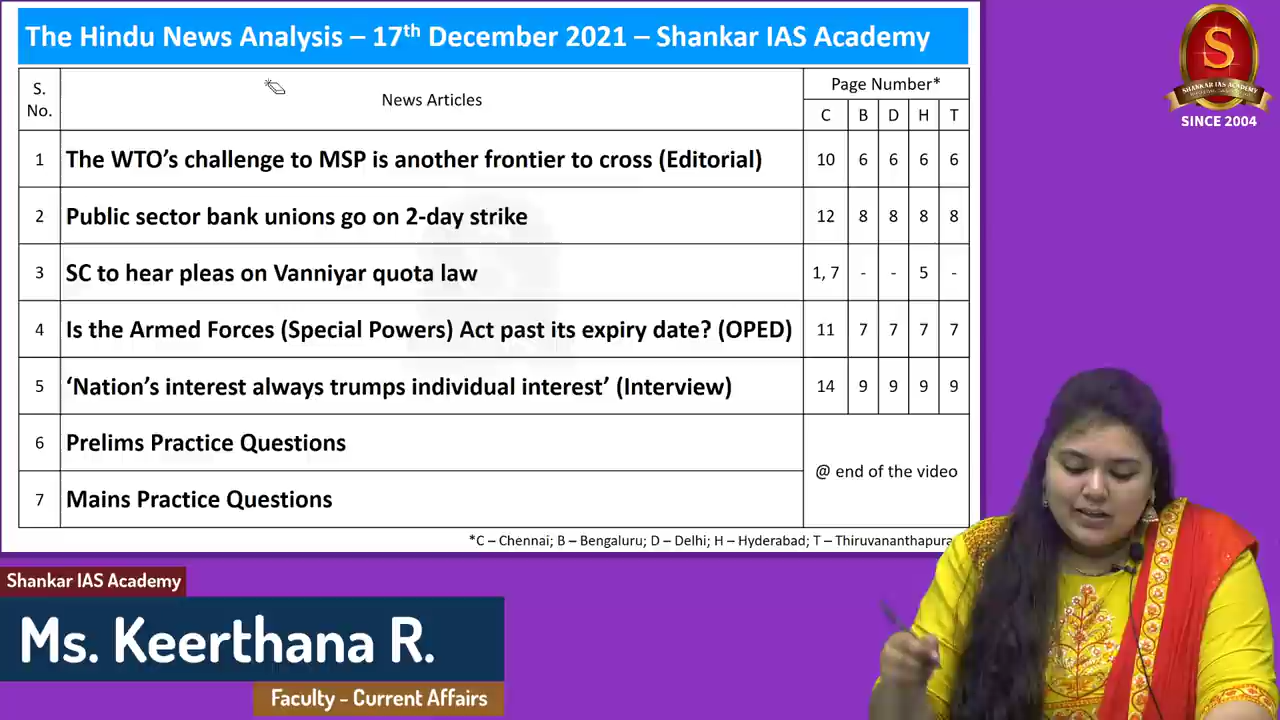 The Hindu News Analysis – 17th December 2021 – Shankar IAS Academy
S. No.
News Articles
Page Number*
C B D H T
1 The WTO's challenge to MSP is another frontier to cross (Editorial) 10 6 6 6 6
2 Public sector bank unions go on 2-day strike 12 8 8 8 8
3 SC to hear pleas on Vanniyar quota law 1, 7 - - 5 -
4 Is the Armed Forces (Special Powers) Act past its expiry date? (OPED) 11 7 7 7 7
5 ‘Nation’s interest always trumps individual interest’ (Interview) 14 9 9 9 9
6 Prelims Practice Questions
@ end of the video
7 Mains Practice Questions
*C – Chennai; B – Bengaluru; D – Delhi; H – Hyderabad; T – Thiruvananthapura
S
SHANKAR IAS ACADEMY
SINCE 2004
Shankar IAS Academy
Ms. Keerthana R.
Faculty - Current Affairs